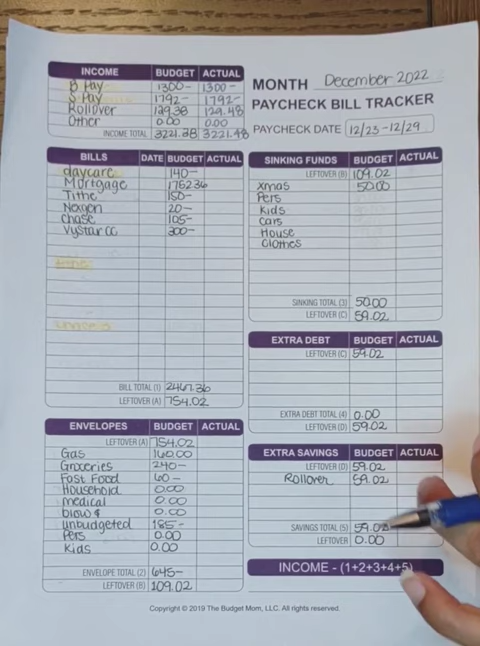 MONTH December 2022
PAYCHECK BILL TRACKER
PAYCHECK DATE 12/23-12/29
INCOME BUDGET ACTUAL
B Pay 1300- 1300-
S Pay 1792- 1792-
Rollover 129.38 129.48
Other 0.00 0.00
INCOME TOTAL 3221.38 3221.48
BILLS DATE BUDGET ACTUAL
daycare 140-
Mortgage 1752.36
Tithe 150-
Nexgen 20-
chase 105-
Vystar CC 300-
BILL TOTAL (1) 2467.36
LEFTOVER (A) 754.02
ENVELOPES BUDGET ACTUAL
LEFTOVER (A) 754.02
Gas 160.00
Groceries 240-
Fast Food 60-
Household 0.00
medical 0.00
blow $ 0.00
unbudgeted 185-
Pers 0.00
Kids 0.00
ENVELOPE TOTAL (2) 645-
LEFTOVER (B) 109.02
SINKING FUNDS BUDGET ACTUAL
LEFTOVER (B) 109.02
xmas 50.00
Pers
Kids
Cars
House
Clothes
SINKING TOTAL (3) 50.00
LEFTOVER (C) 59.02
EXTRA DEBT BUDGET ACTUAL
LEFTOVER (C) 59.02
EXTRA DEBT TOTAL (4) 0.00
LEFTOVER (D) 59.02
EXTRA SAVINGS BUDGET ACTUAL
LEFTOVER (D) 59.02
Rollover 59.02
SAVINGS TOTAL (5) 59.02
LEFTOVER 0.00
INCOME - (1+2+3+4+5)
Copyright © 2019 The Budget Mom, LLC. All rights reserved.